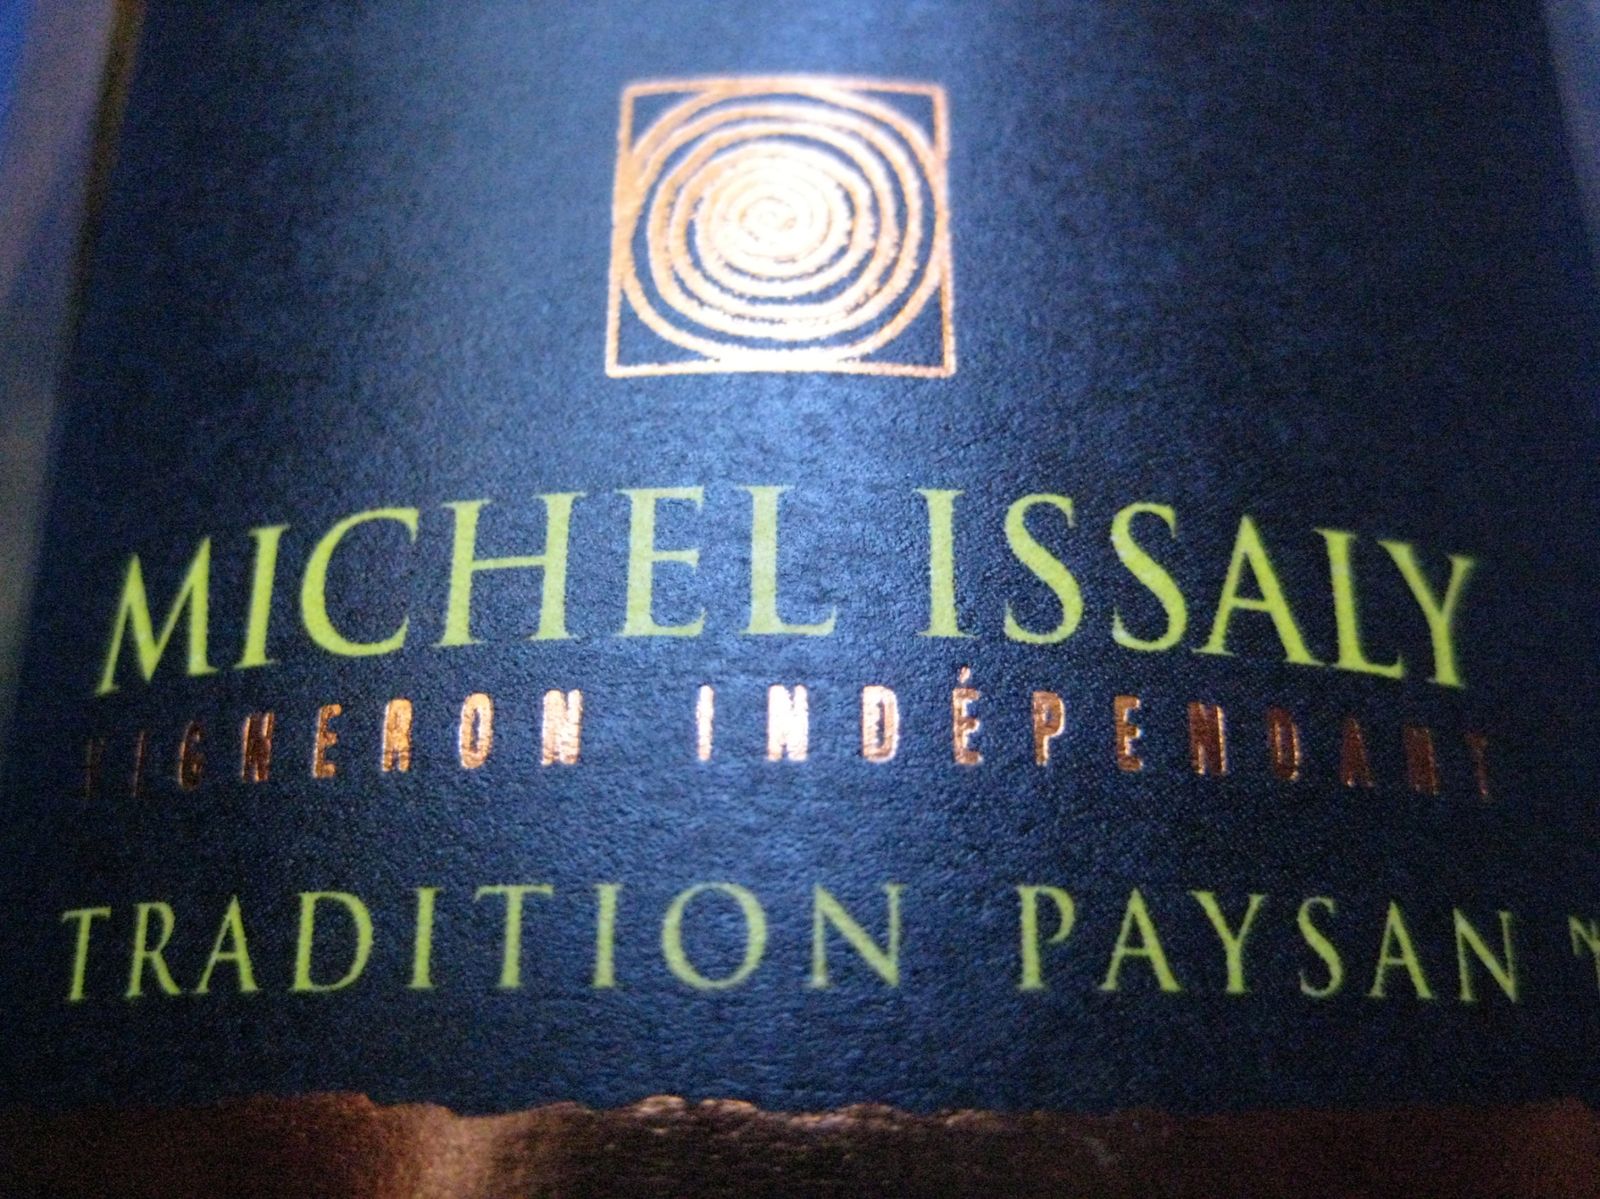 MICHEL ISSALY
VIGNERON INDÉPENDANT
TRADITION PAYSAN